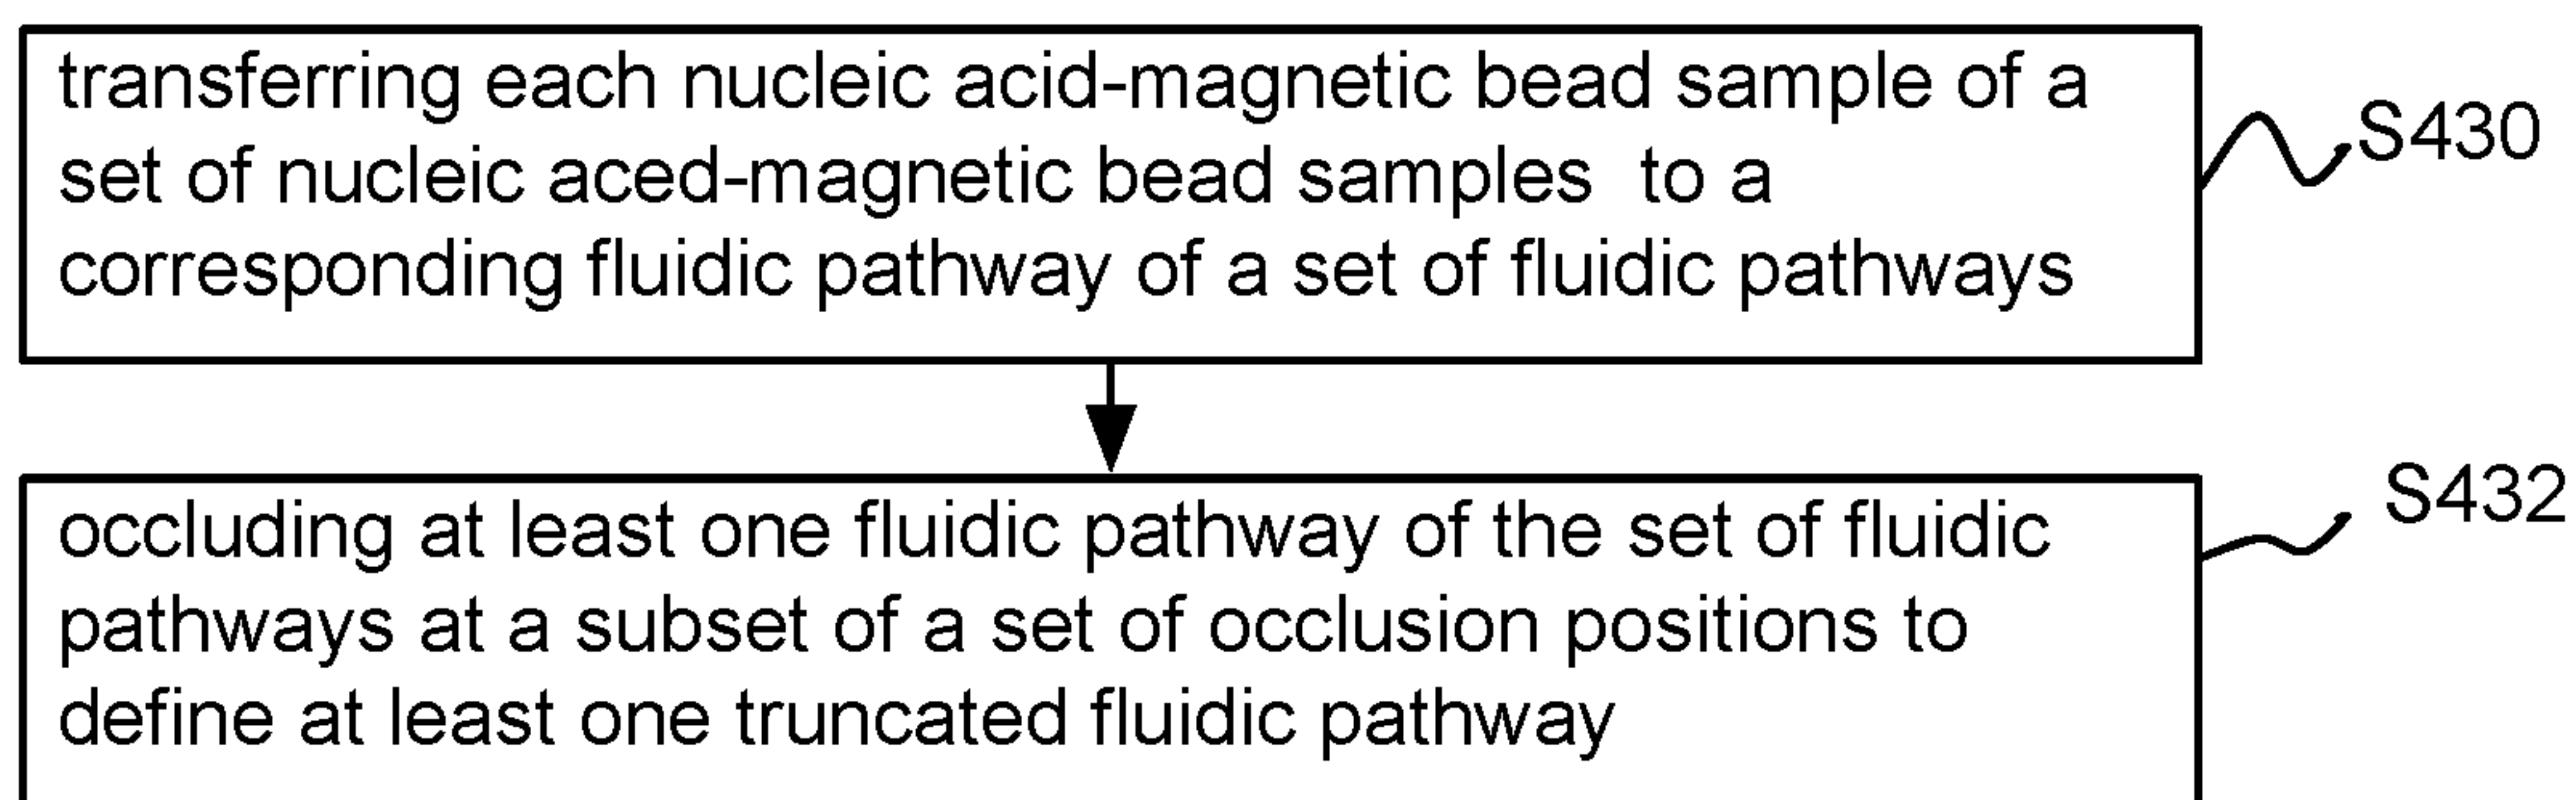 transferring each nucleic acid-magnetic bead sample of a
set of nucleic aced-magnetic bead samples to a
corresponding fluidic pathway of a set of fluidic pathways
S430
occluding at least one fluidic pathway of the set of fluidic
pathways at a subset of a set of occlusion positions to
define at least one truncated fluidic pathway
S432